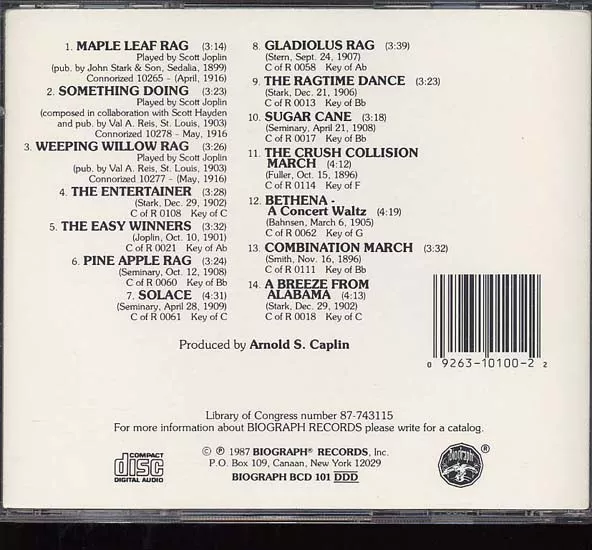 1. MAPLE LEAF RAG (3:14)
Played by Scott Joplin
(pub. by John Stark & Son, Sedalia, 1899)
Connorized 10265 - (April, 1916)
2. SOMETHING DOING (3:23)
Played by Scott Joplin
(composed in collaboration with Scott Hayden
and pub. by Val A. Reis, St. Louis, 1903)
Connorized 10278 - May, 1916
3. WEEPING WILLOW RAG (3:26)
Played by Scott Joplin
(pub. by Val A. Reis, St. Louis, 1903)
Connorized 10277 - (May, 1916)
4. THE ENTERTAINER (3:28)
(Stark, Dec. 29, 1902)
C of R 0108 Key of C
5. THE EASY WINNERS (3:32)
(Joplin, Oct. 10, 1901)
C of R 0021 Key of Ab
6. PINE APPLE RAG (3:24)
(Seminary, Oct. 12, 1908)
C of R 0060 Key of Bb
7. SOLACE (4:31)
(Seminary, April 28, 1909)
C of R 0061 Key of C
8. GLADIOLUS RAG (3:39)
(Stern, Sept. 24, 1907)
C of R 0058 Key of Ab
9. THE RAGTIME DANCE (3:23)
(Stark, Dec. 21, 1906)
C of R 0013 Key of Bb
10. SUGAR CANE (3:18)
(Seminary, April 21, 1908)
C of R 0017 Key of Bb
11. THE CRUSH COLLISION
MARCH (4:12)
(Fuller, Oct. 15, 1896)
C of R 0114 Key of F
12. BETHENA -
A Concert Waltz (4:19)
(Bahnsen, March 6, 1905)
C of R 0062 Key of G
13. COMBINATION MARCH (3:32)
(Smith, Nov. 16, 1896)
C of R 0111 Key of Bb
14. A BREEZE FROM
ALABAMA (4:13)
(Stark, Dec. 29, 1902)
C of R 0018 Key of C
Produced by Arnold S. Caplin
0 9263-10100-2 2
Library of Congress number 87-743115
For more information about BIOGRAPH RECORDS please write for a catalog.
COMPACT
disc
DIGITAL AUDIO
© ℗ 1987 BIOGRAPH® RECORDS, Inc.
P.O. Box 109, Canaan, New York 12029
BIOGRAPH BCD 101 DDD
Biograph ®